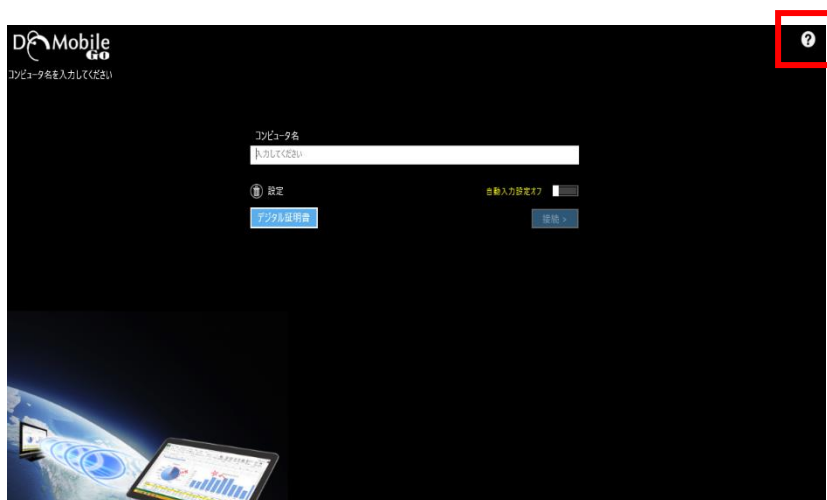 DMobile
GO
?
コンピュータ名を入力してください
コンピュータ名
入力してください
設定
自動入力設定オフ
デジタル証明書
接続 >